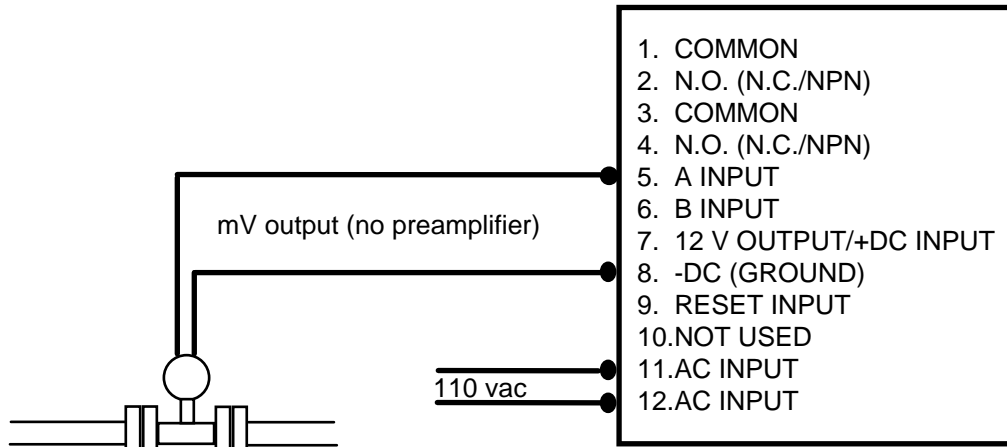 1. COMMON
2. N.O. (N.C./NPN)
3. COMMON
4. N.O. (N.C./NPN)
5. A INPUT
6. B INPUT
7. 12 V OUTPUT/+DC INPUT
8. -DC (GROUND)
9. RESET INPUT
10.NOT USED
11.AC INPUT
12.AC INPUT
mV output (no preamplifier)
110 vac